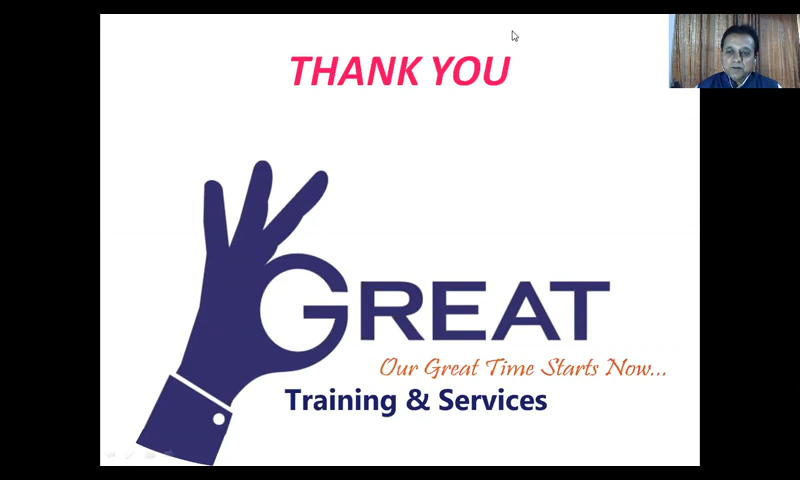 THANK YOU
GREAT
Our Great Time Starts Now...
Training & Services